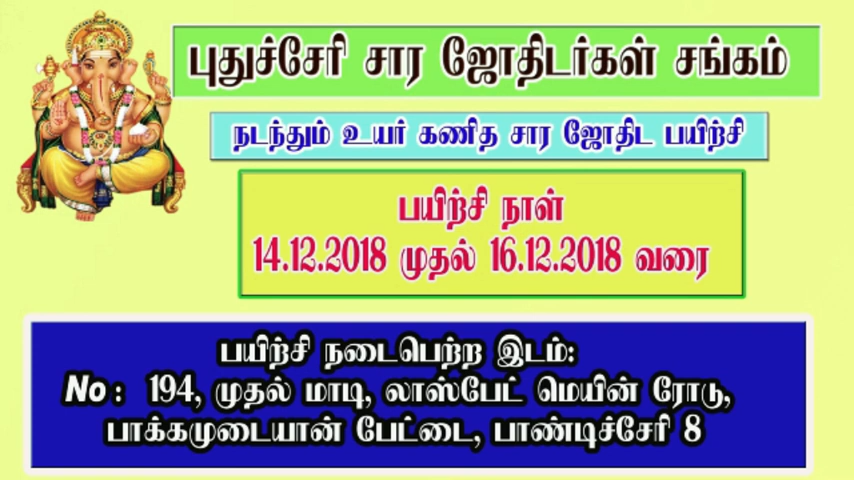 புதுச்சேரி சார ஜோதிடர்கள் சங்கம்
நடந்தும் உயர் கணித சார ஜோதிட பயிற்சி
பயிற்சி நாள்
14.12.2018 முதல் 16.12.2018 வரை
பயிற்சி நடைபெற்ற இடம்:
No : 194, முதல் மாடி, லாஸ்பேட் மெயின் ரோடு,
பாக்கமுடையான் பேட்டை, பாண்டிச்சேரி 8